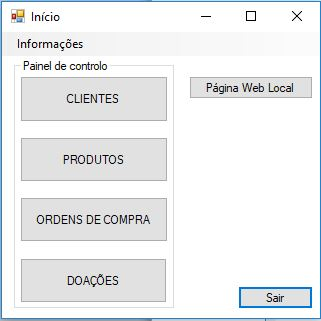 Início
Informações
Painel de controlo
CLIENTES
Página Web Local
PRODUTOS
ORDENS DE COMPRA
DOAÇÕES
Sair